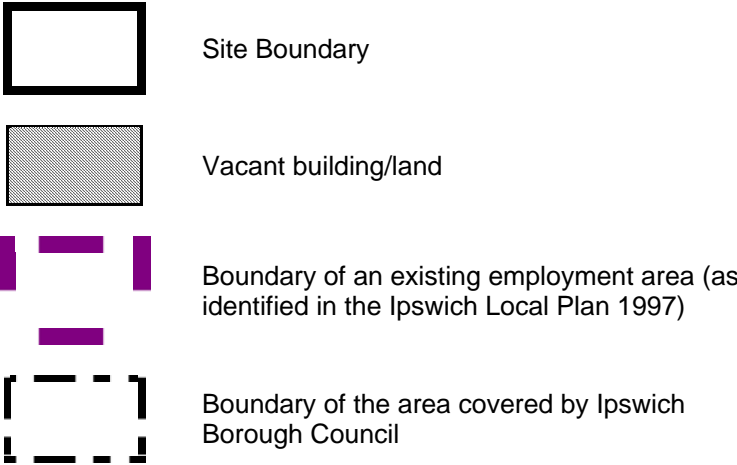 Site Boundary
Vacant building/land
Boundary of an existing employment area (as
identified in the Ipswich Local Plan 1997)
Boundary of the area covered by Ipswich
Borough Council